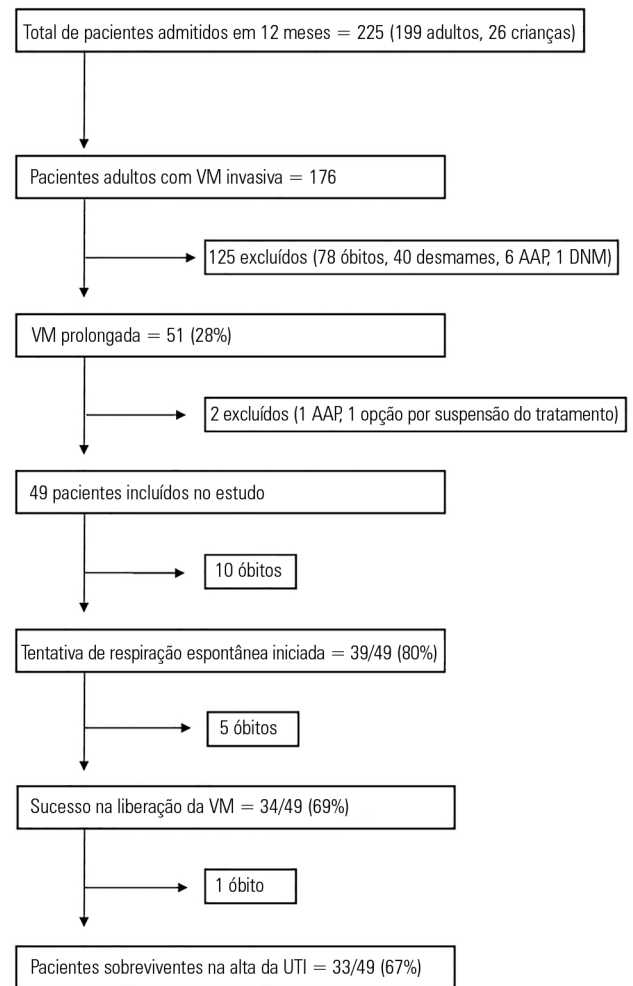 Total de pacientes admitidos em 12 meses = 225 (199 adultos, 26 crianças)
Pacientes adultos com VM invasiva = 176
125 excluídos (78 óbitos, 40 desmames, 6 AAP, 1 DNM)
VM prolongada = 51 (28%)
2 excluídos (1 AAP, 1 opção por suspensão do tratamento)
49 pacientes incluídos no estudo
10 óbitos
Tentativa de respiração espontânea iniciada = 39/49 (80%)
5 óbitos
Sucesso na liberação da VM = 34/49 (69%)
1 óbito
Pacientes sobreviventes na alta da UTI = 33/49 (67%)